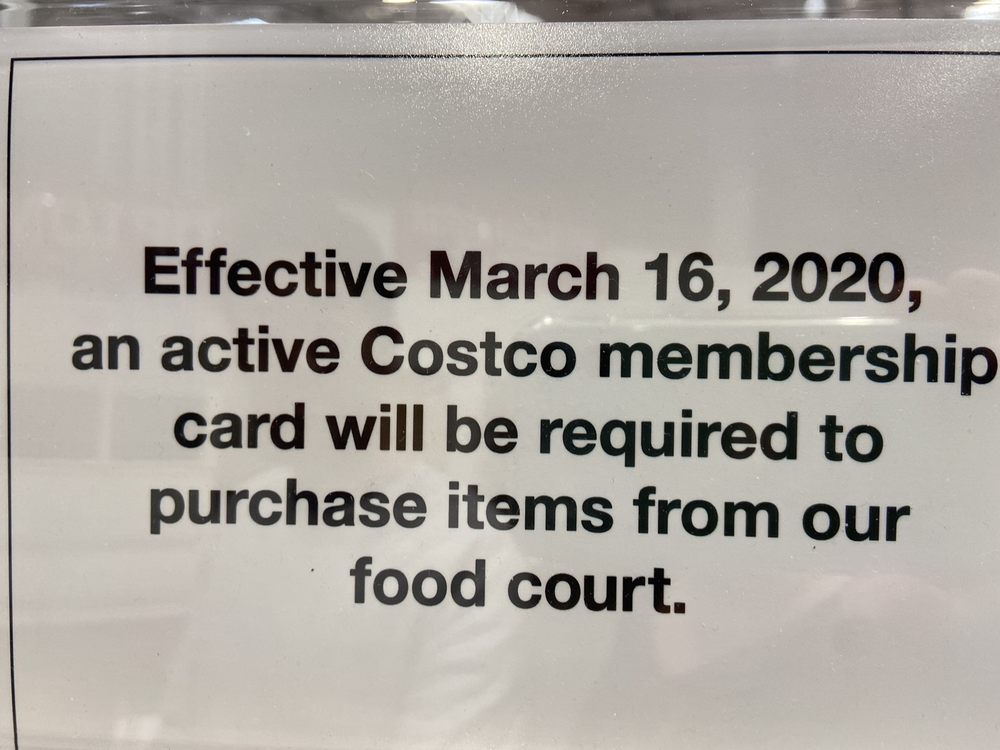 Effective March 16, 2020,
an active Costco membership
card will be required to
purchase items from our
food court.